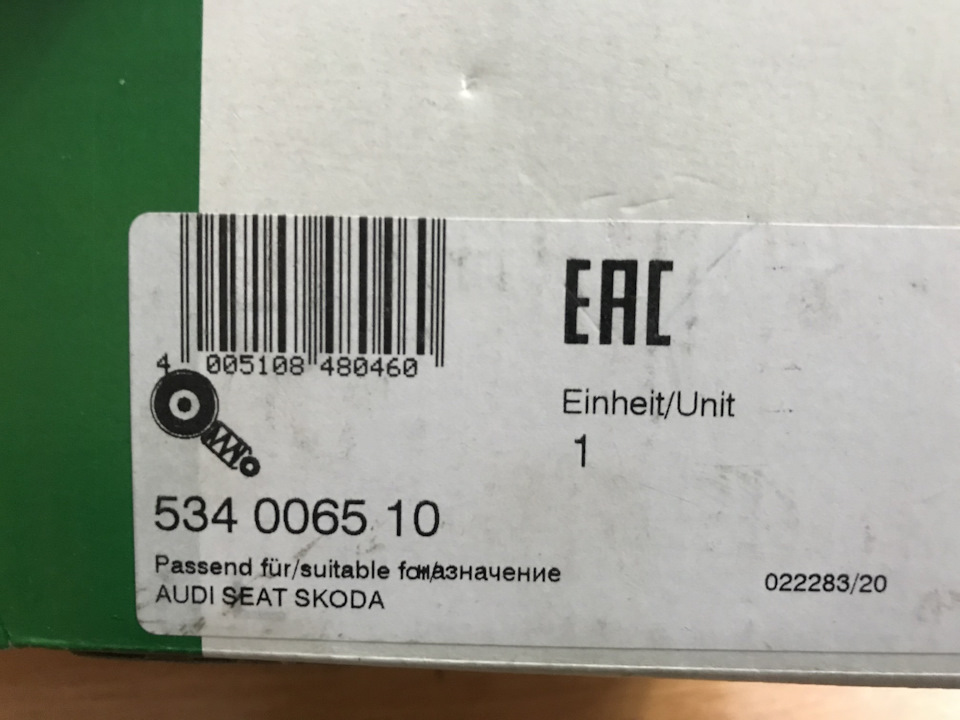 4 005108 480460
EAC
Einheit/Unit
1
534 0065 10
Passend für/suitable for/назначение
AUDI SEAT SKODA
022283/20